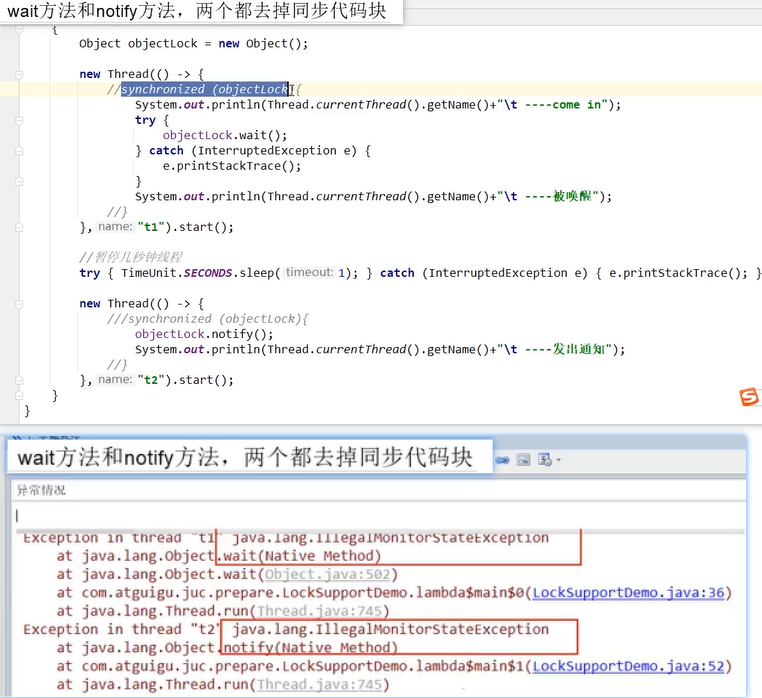 wait方法和notify方法，两个都去掉同步代码块
{
Object objectLock = new Object();
new Thread(() -> {
//synchronized (objectLock){
System.out.println(Thread.currentThread().getName()+"\t ----come in");
try {
objectLock.wait();
} catch (InterruptedException e) {
e.printStackTrace();
}
System.out.println(Thread.currentThread().getName()+"\t ----被唤醒");
//}
}, name: "t1").start();
//暂停几秒钟线程
try { TimeUnit.SECONDS.sleep( timeout: 1); } catch (InterruptedException e) { e.printStackTrace(); }
new Thread(() -> {
///synchronized (objectLock){
objectLock.notify();
System.out.println(Thread.currentThread().getName()+"\t ----发出通知");
//}
}, name: "t2").start();
}
}
wait方法和notify方法，两个都去掉同步代码块
异常情况
Exception in thread "t1" java.lang.IllegalMonitorStateException
at java.lang.Object.wait(Native Method)
at java.lang.Object.wait(Object.java:502)
at com.atguigu.juc.prepare.LockSupportDemo.lambda$main$0(LockSupportDemo.java:36)
at java.lang.Thread.run(Thread.java:745)
Exception in thread "t2" java.lang.IllegalMonitorStateException
at java.lang.Object.notify(Native Method)
at com.atguigu.juc.prepare.LockSupportDemo.lambda$main$1(LockSupportDemo.java:52)
at java.lang.Thread.run(Thread.java:745)